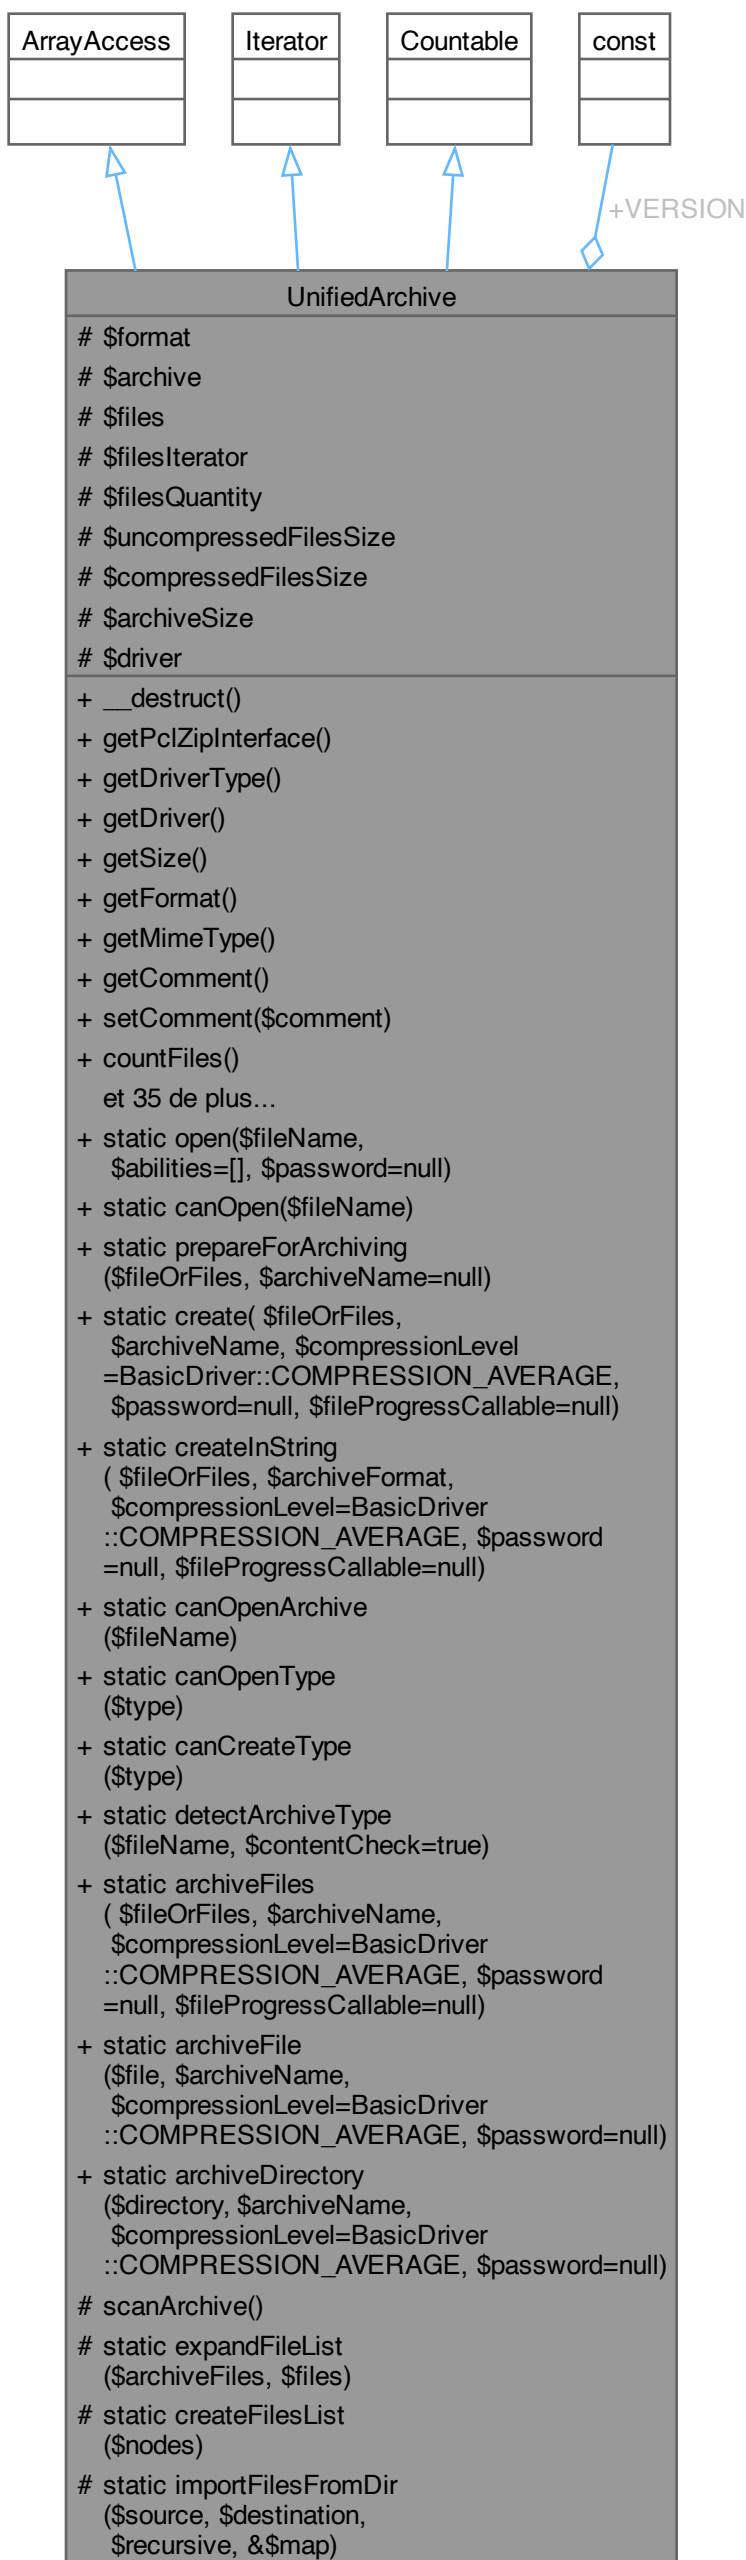 ArrayAccess
Iterator
Countable
const
+VERSION
UnifiedArchive
# $format
# $archive
# $files
# $filesIterator
# $filesQuantity
# $uncompressedFilesSize
# $compressedFilesSize
# $archiveSize
# $driver
+ __destruct()
+ getPclZipInterface()
+ getDriverType()
+ getDriver()
+ getSize()
+ getFormat()
+ getMimeType()
+ getComment()
+ setComment($comment)
+ countFiles()
et 35 de plus...
+ static open($fileName,
$abilities=[], $password=null)
+ static canOpen($fileName)
+ static prepareForArchiving
($fileOrFiles, $archiveName=null)
+ static create( $fileOrFiles,
$archiveName, $compressionLevel
=BasicDriver::COMPRESSION_AVERAGE,
$password=null, $fileProgressCallable=null)
+ static createInString
( $fileOrFiles, $archiveFormat,
$compressionLevel=BasicDriver
::COMPRESSION_AVERAGE, $password
=null, $fileProgressCallable=null)
+ static canOpenArchive
($fileName)
+ static canOpenType
($type)
+ static canCreateType
($type)
+ static detectArchiveType
($fileName, $contentCheck=true)
+ static archiveFiles
( $fileOrFiles, $archiveName,
$compressionLevel=BasicDriver
::COMPRESSION_AVERAGE, $password
=null, $fileProgressCallable=null)
+ static archiveFile
($file, $archiveName,
$compressionLevel=BasicDriver
::COMPRESSION_AVERAGE, $password=null)
+ static archiveDirectory
($directory, $archiveName,
$compressionLevel=BasicDriver
::COMPRESSION_AVERAGE, $password=null)
# scanArchive()
# static expandFileList
($archiveFiles, $files)
# static createFilesList
($nodes)
# static importFilesFromDir
($source, $destination,
$recursive, &$map)